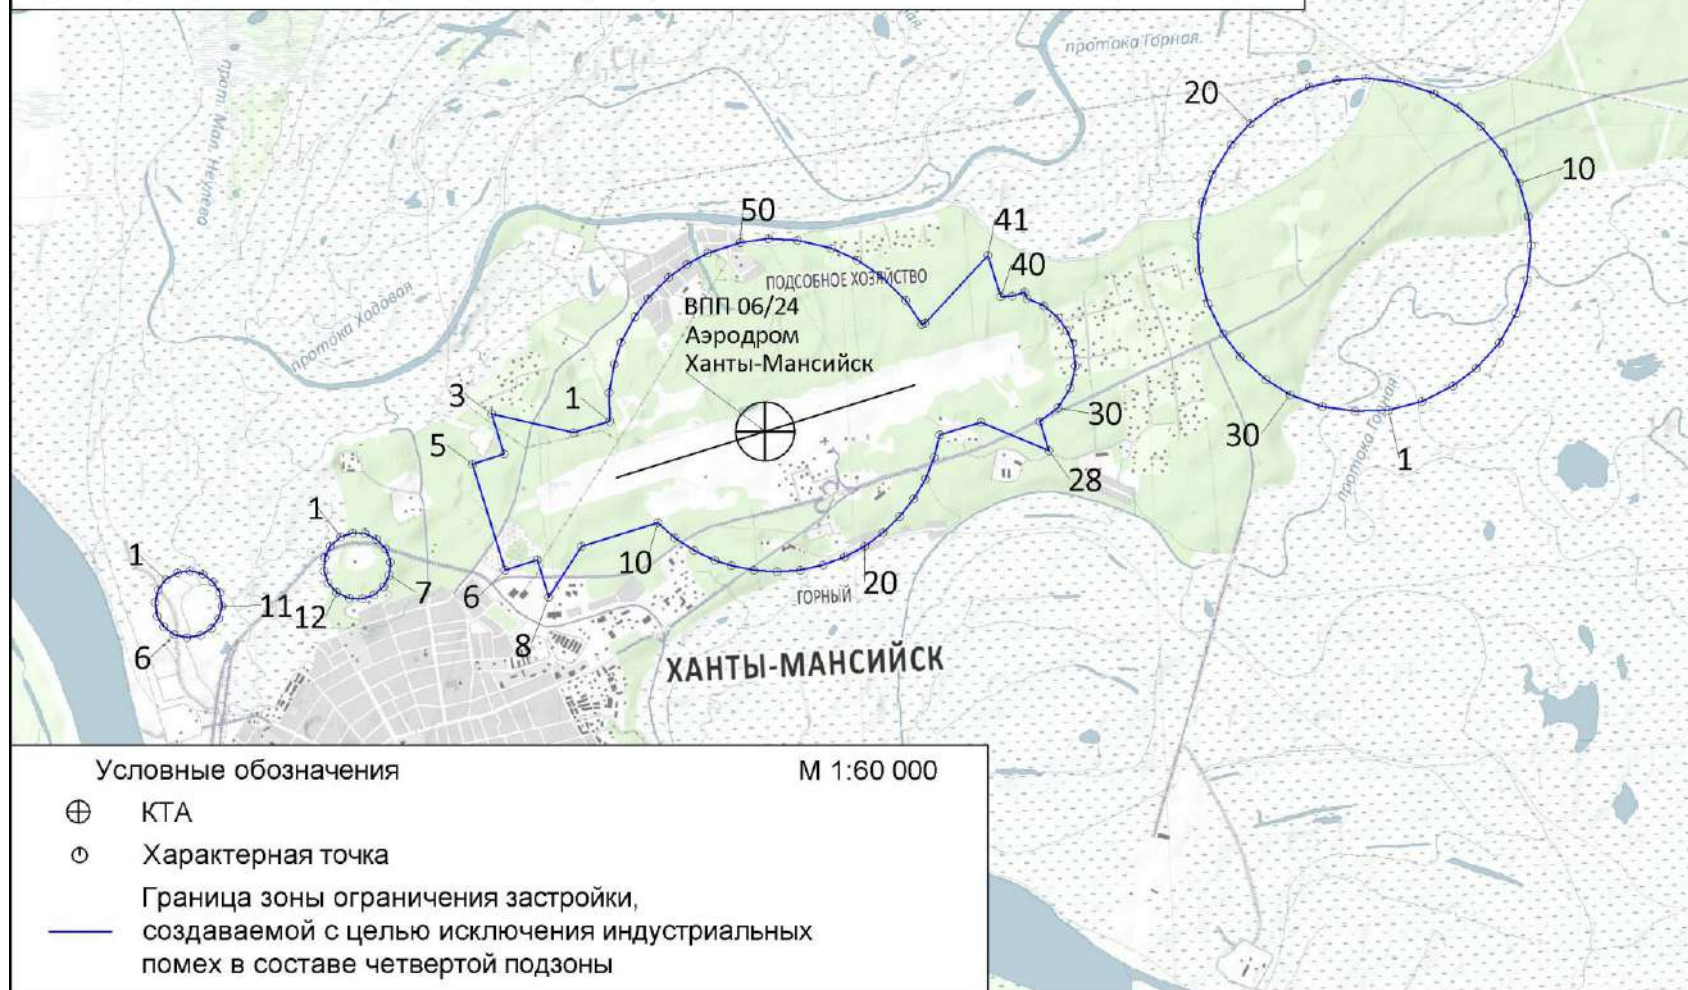 ная.
протока Горная.
прот. Мал. Неулёва
20
10
50
41
40
ПОДСОБНОЕ ХОЗЯЙСТВО
ВПП 06/24
Аэродром
Ханты-Мансийск
протока Ходовая
3
1
5
30
30
1
28
протока Горная
1
1
10
7
6
20
11
12
ГОРНЫЙ
8
6
ХАНТЫ-МАНСИЙСК
Условные обозначения
М 1:60 000
КТА
Характерная точка
Граница зоны ограничения застройки,
создаваемой с целью исключения индустриальных
помех в составе четвертой подзоны